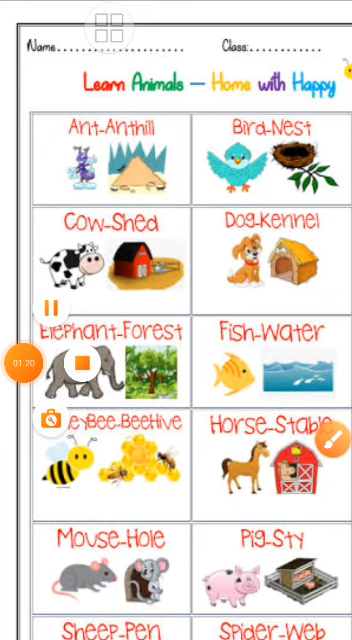 Name....................... Class:............
Learn Animals — Home with Happy
Ant-Anthill Bird-Nest
Cow-Shed Dog-Kennel
Elephant-Forest Fish-Water
01:20
eyBee-BeeHive Horse-Stable
Mouse-Hole Pig-Sty
Sheep-Pen Spider-Web